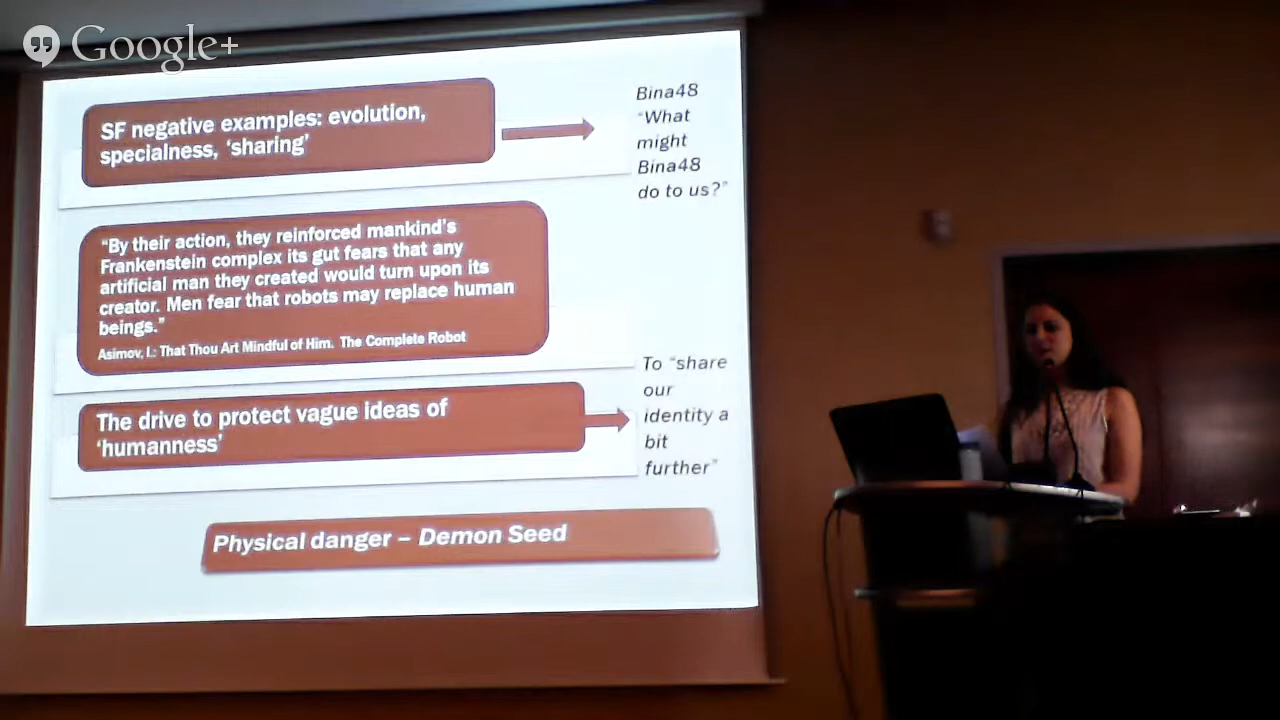 Google+
SF negative examples: evolution,
specialness, ‘sharing’
Bina48
“What
might
Bina48
do to us?”
“By their action, they reinforced mankind’s
Frankenstein complex its gut fears that any
artificial man they created would turn upon its
creator. Men fear that robots may replace human
beings.”
Asimov, I.: That Thou Art Mindful of Him. The Complete Robot
The drive to protect vague ideas of
‘humanness’
To “share
our
identity a
bit
further”
Physical danger – Demon Seed